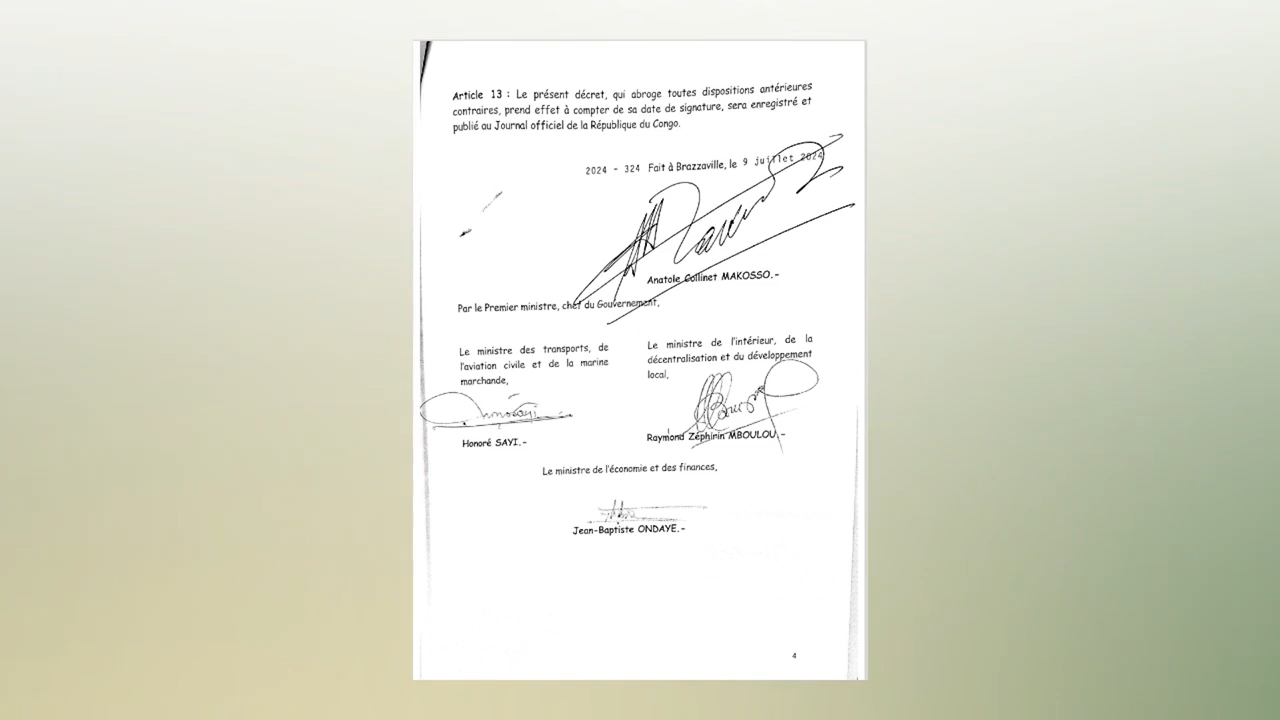 Article 13 : Le présent décret, qui abroge toutes dispositions antérieures
contraires, prend effet à compter de sa date de signature, sera enregistré et
publié au Journal officiel de la République du Congo.
2024 - 324 Fait à Brazzaville, le 9 juillet 2024
Anatole Collinet MAKOSSO.-
Par le Premier ministre, chef du Gouvernement,
Le ministre des transports, de
l'aviation civile et de la marine
marchande,
Honoré SAYI.-
Le ministre de l'intérieur, de la
décentralisation et du développement
local,
Raymond Zéphirin MBOULOU.-
Le ministre de l'économie et des finances,
Jean-Baptiste ONDAYE.-
4